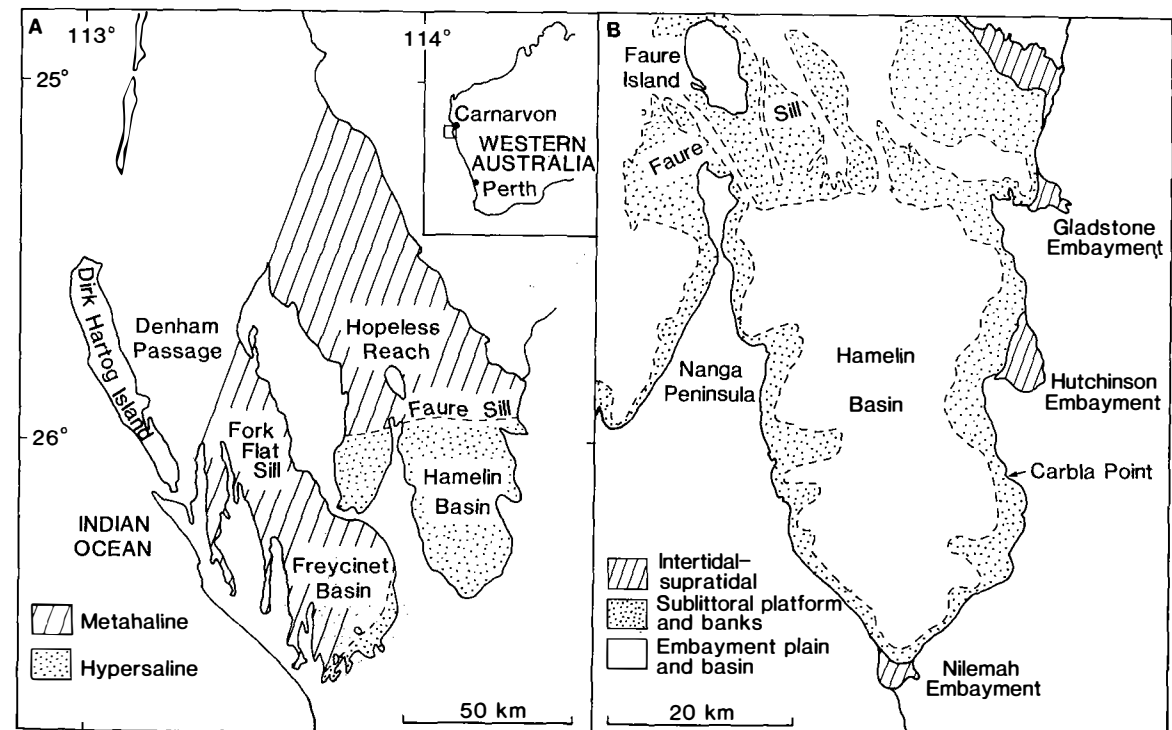 A
113°
114°
25°
Carnarvon
WESTERN
AUSTRALIA
Perth
Dirk Hartog Island
Denham
Passage
Hopeless
Reach
Faure Sill
26°
Fork
Flat
Sill
Hamelin
Basin
INDIAN
OCEAN
Freycinet
Basin
Metahaline
Hypersaline
50 km
B
Faure
Island
Sill
Faure
Gladstone
Embayment
Hamelin
Basin
Nanga
Peninsula
Hutchinson
Embayment
Carbla Point
Intertidal-
supratidal
Sublittoral platform
and banks
Embayment plain
and basin
Nilemah
Embayment
20 km